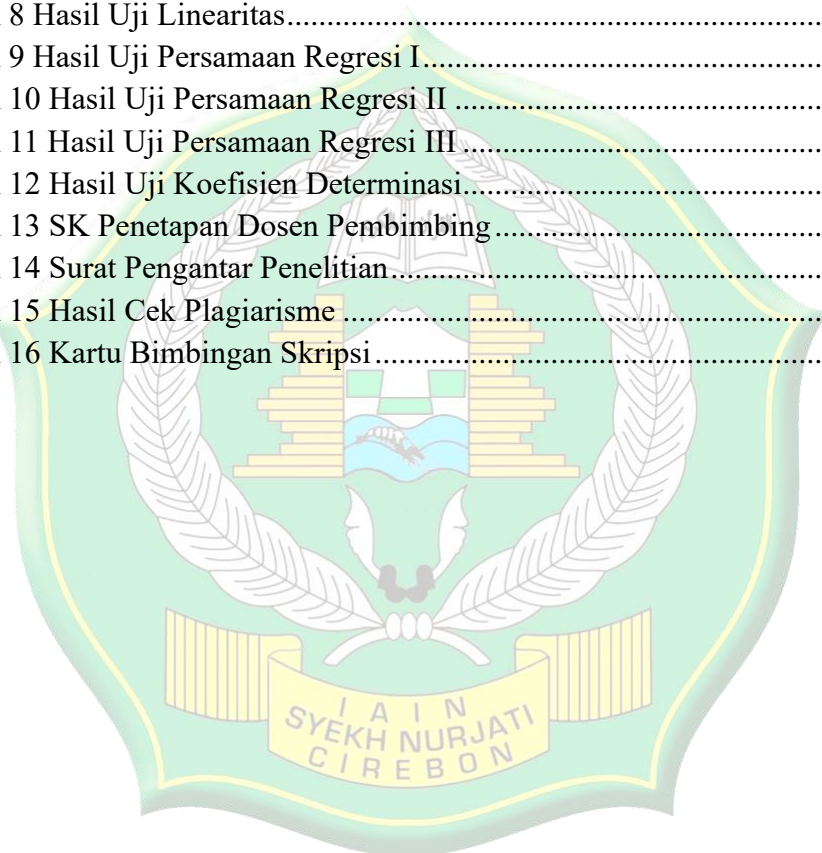 8 Hasil Uji Linearitas
9 Hasil Uji Persamaan Regresi I
10 Hasil Uji Persamaan Regresi II
11 Hasil Uji Persamaan Regresi III
12 Hasil Uji Koefisien Determinasi
13 SK Penetapan Dosen Pembimbing
14 Surat Pengantar Penelitian
15 Hasil Cek Plagiarisme
16 Kartu Bimbingan Skripsi
IAIN
SYEKH NURJATI
CIREBON